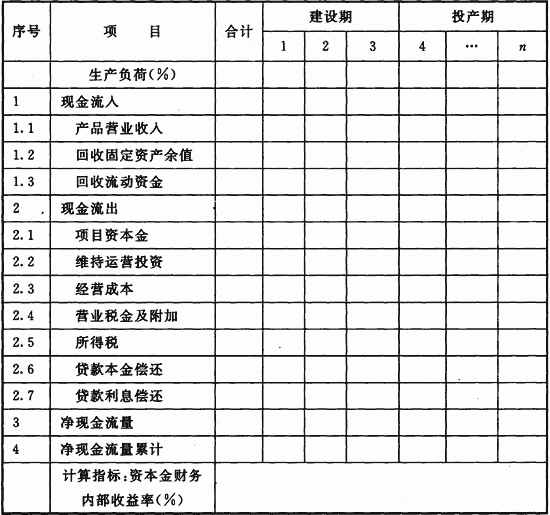 序号 项 目 合计 建设期 投产期
1 2 3 4 … n
生产负荷(%)
1 现金流入
1.1 产品营业收入
1.2 回收固定资产余值
1.3 回收流动资金
2 现金流出
2.1 项目资本金
2.2 维持运营投资
2.3 经营成本
2.4 营业税金及附加
2.5 所得税
2.6 贷款本金偿还
2.7 贷款利息偿还
3 净现金流量
4 净现金流量累计
计算指标:资本金财务
内部收益率(%)